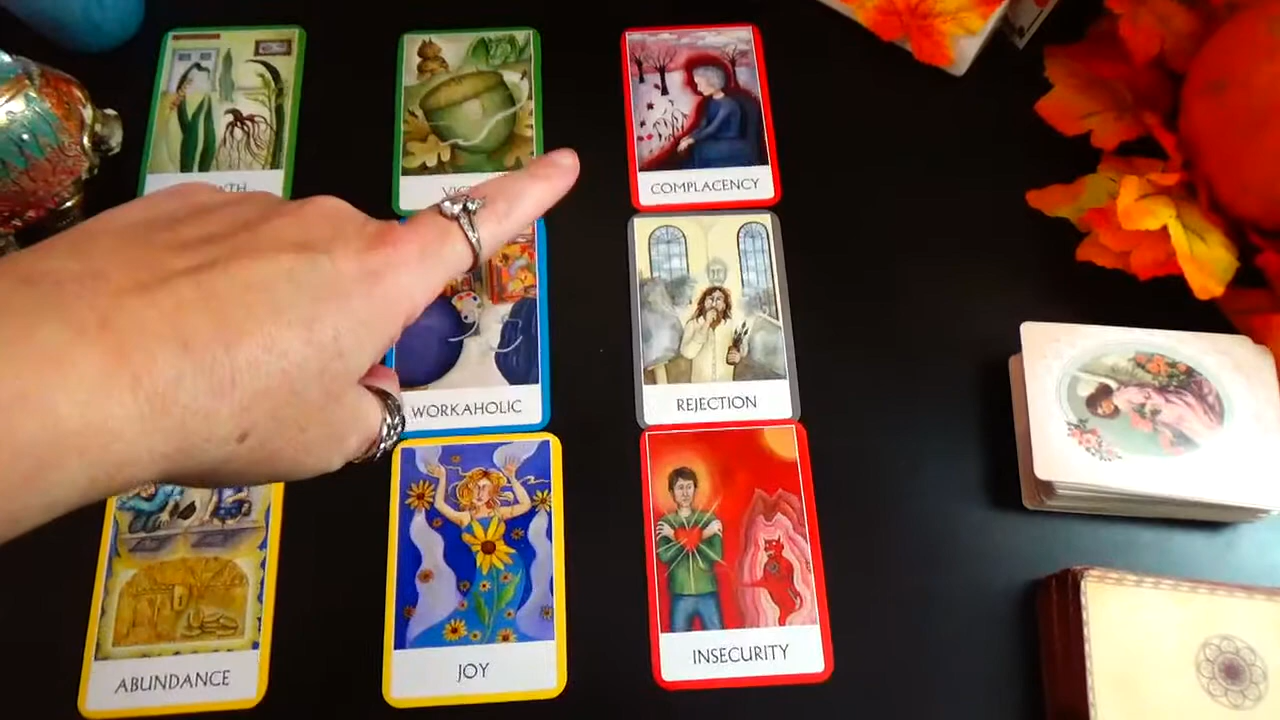 COMPLACENCY
WORKAHOLIC
REJECTION
ABUNDANCE
JOY
INSECURITY